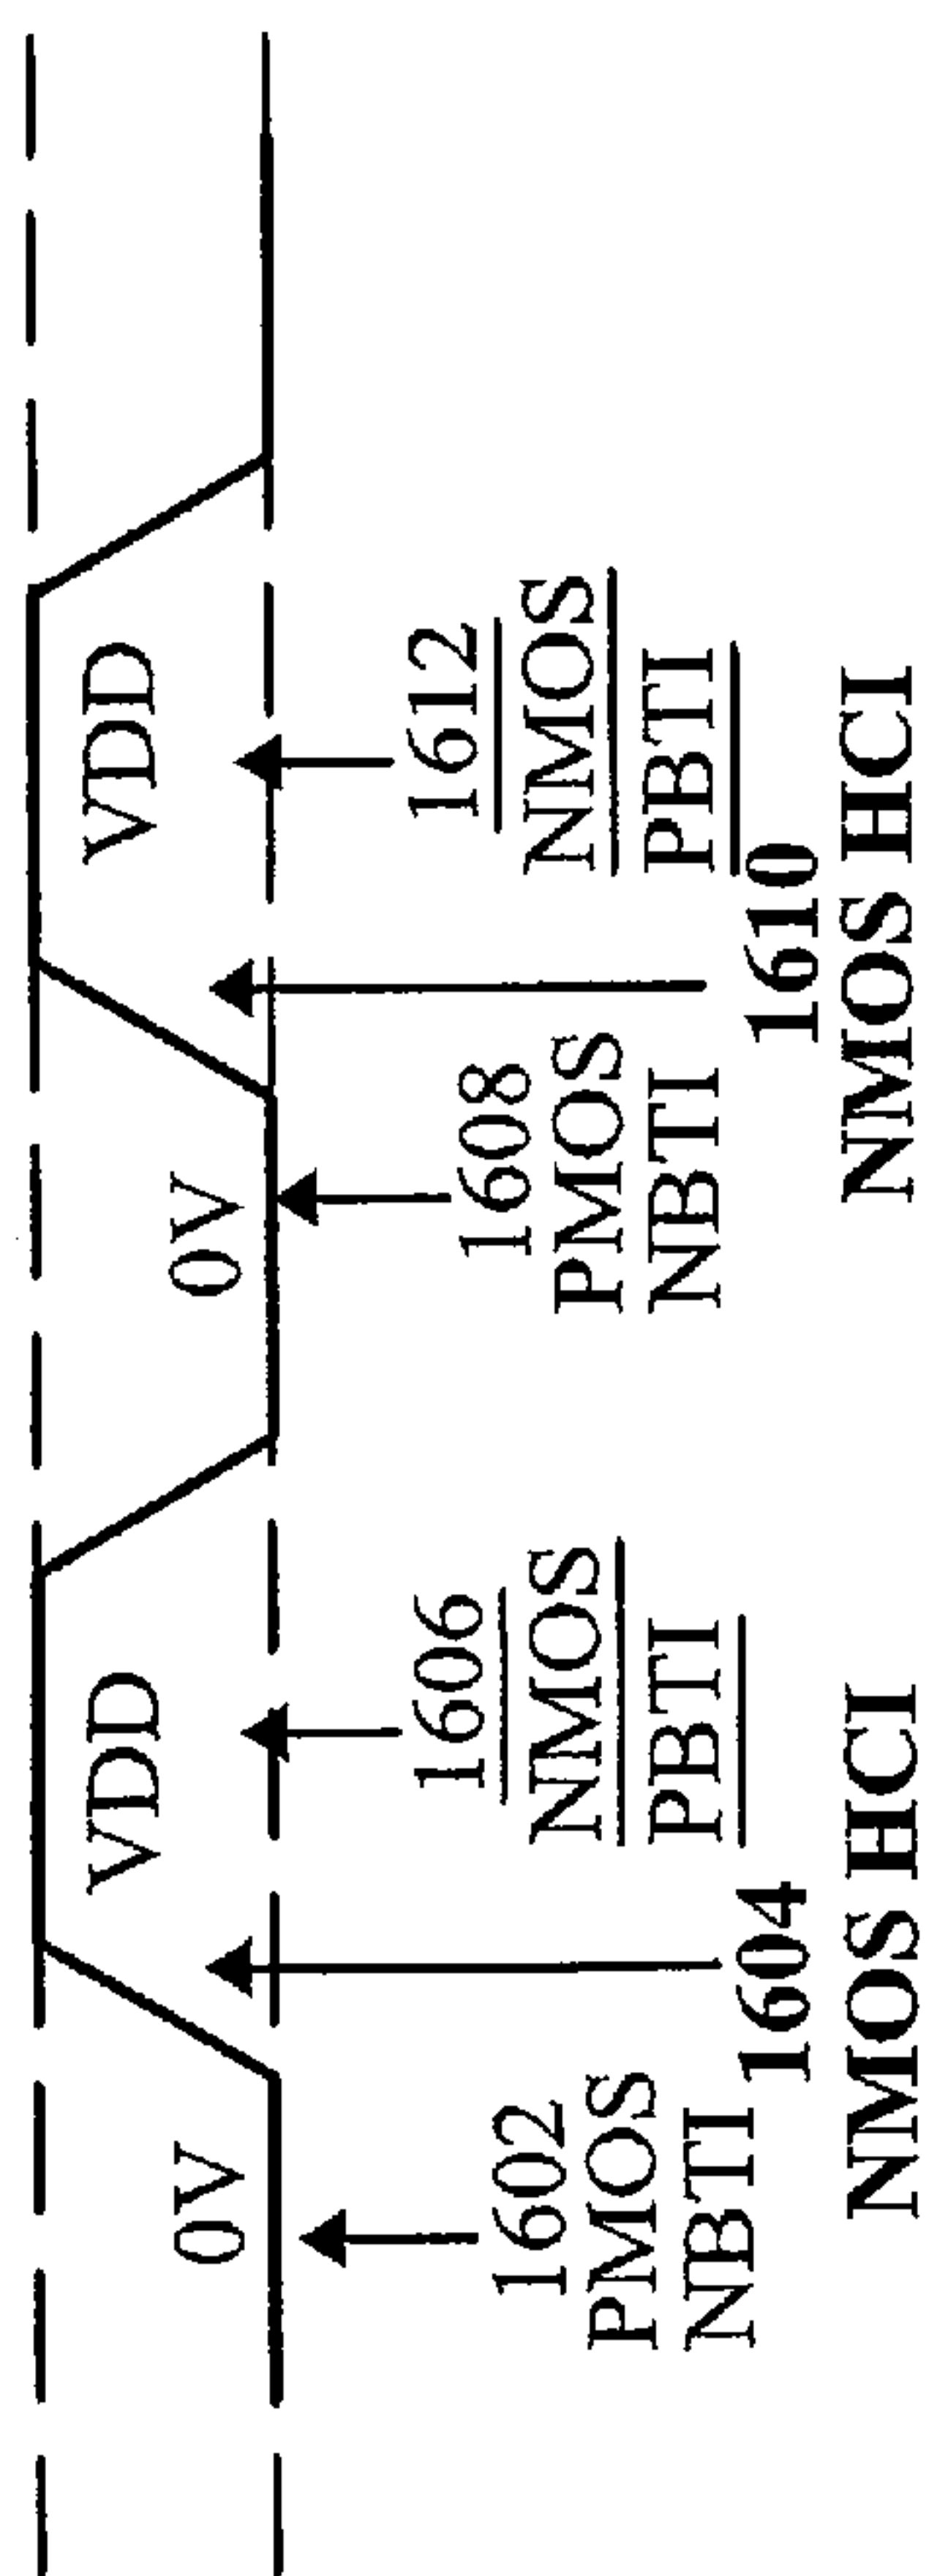 0V
VDD
0V
VDD
1602
PMOS
NBTI
1604
NMOS HCI
1606
NMOS
PBTI
1608
PMOS
NBTI
1610
NMOS HCI
1612
NMOS
PBTI